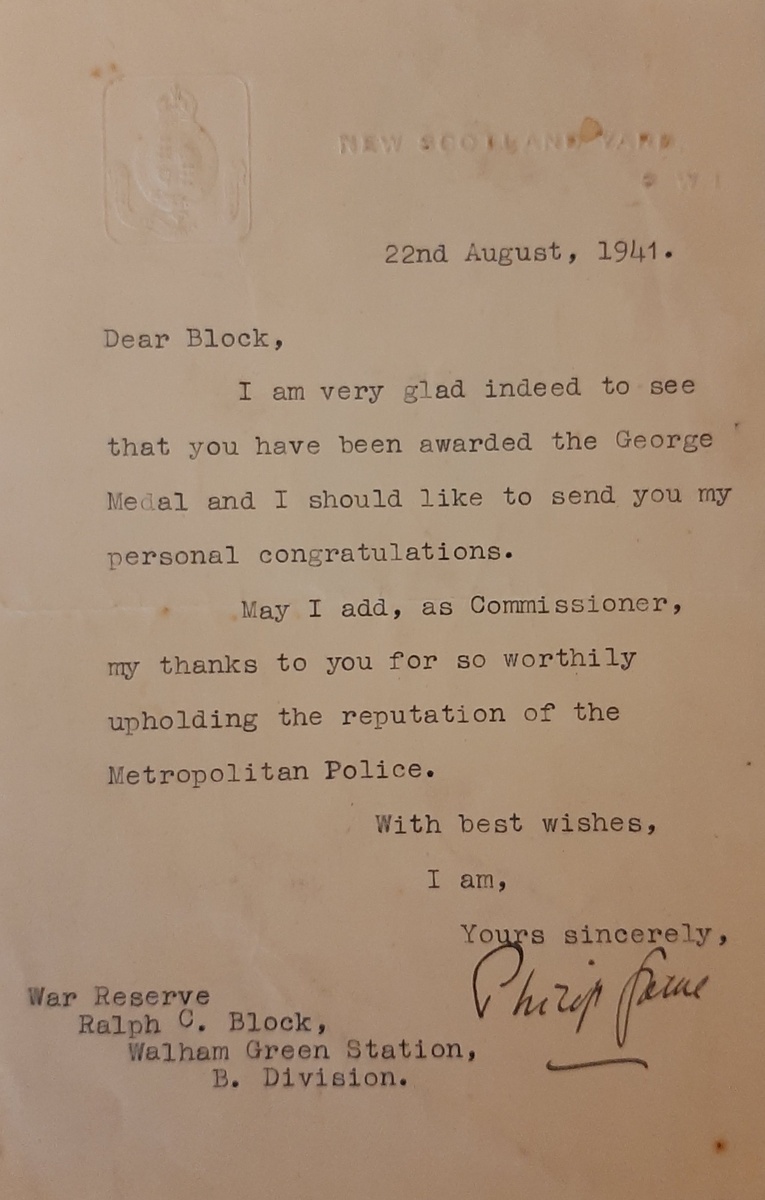 NEW SCOTLAND YARD,
S.W.1
22nd August, 1941.
Dear Block,
I am very glad indeed to see
that you have been awarded the George
Medal and I should like to send you my
personal congratulations.
May I add, as Commissioner,
my thanks to you for so worthily
upholding the reputation of the
Metropolitan Police.
With best wishes,
I am,
Yours sincerely,
Philip Game
War Reserve
Ralph C. Block,
Walham Green Station,
B. Division.